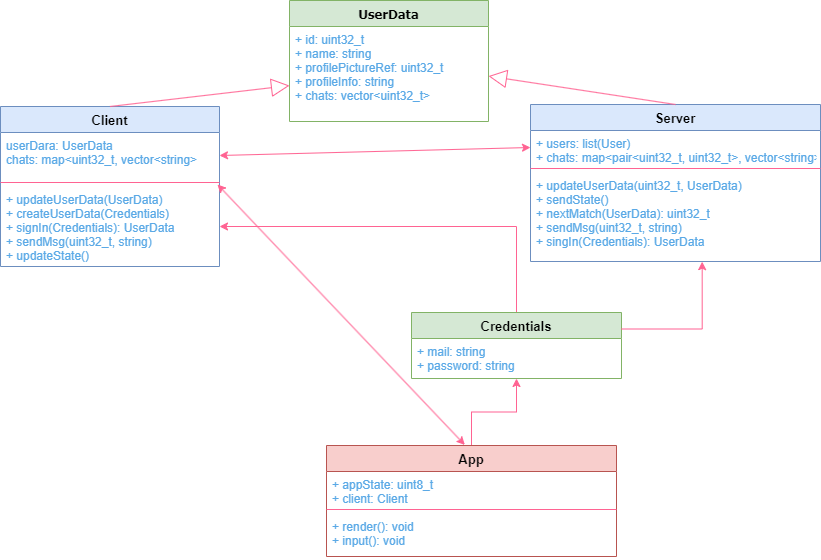 UserData
+ id: uint32_t
+ name: string
+ profilePictureRef: uint32_t
+ profileInfo: string
+ chats: vector<uint32_t>
Client
userDara: UserData
chats: map<uint32_t, vector<string>
+ updateUserData(UserData)
+ createUserData(Credentials)
+ signIn(Credentials): UserData
+ sendMsg(uint32_t, string)
+ updateState()
Server
+ users: list(User)
+ chats: map<pair<uint32_t, uint32_t>, vector<string>
+ updateUserData(uint32_t, UserData)
+ sendState()
+ nextMatch(UserData): uint32_t
+ sendMsg(uint32_t, string)
+ singIn(Credentials): UserData
Credentials
+ mail: string
+ password: string
App
+ appState: uint8_t
+ client: Client
+ render(): void
+ input(): void